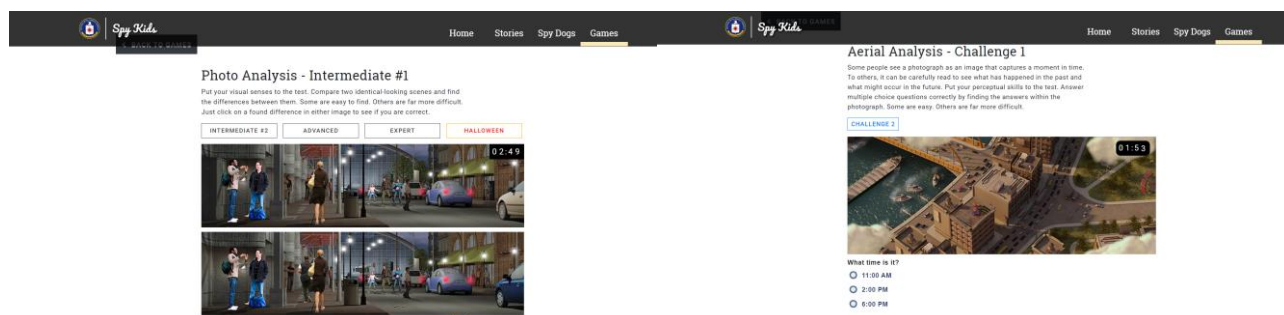 Spy Kids
Home Stories Spy Dogs Games
BACK TO GAMES
Photo Analysis - Intermediate #1
Put your visual senses to the test. Compare two identical-looking scenes and find
the differences between them. Some are easy to find. Others are far more difficult.
Just click on a found difference in either image to see if you are correct.
INTERMEDIATE #2 ADVANCED EXPERT HALLOWEEN
02:49
Spy Kids
Home Stories Spy Dogs Games
BACK TO GAMES
Aerial Analysis - Challenge 1
Some people see a photograph as an image that captures a moment in time.
To others, it can be carefully read to see what has happened in the past and
what might occur in the future. Put your perceptual skills to the test. Answer
multiple choice questions correctly by finding the answers within the
photograph. Some are easy. Others are far more difficult.
CHALLENGE 2
01:53
What time is it?
11:00 AM
2:00 PM
6:00 PM